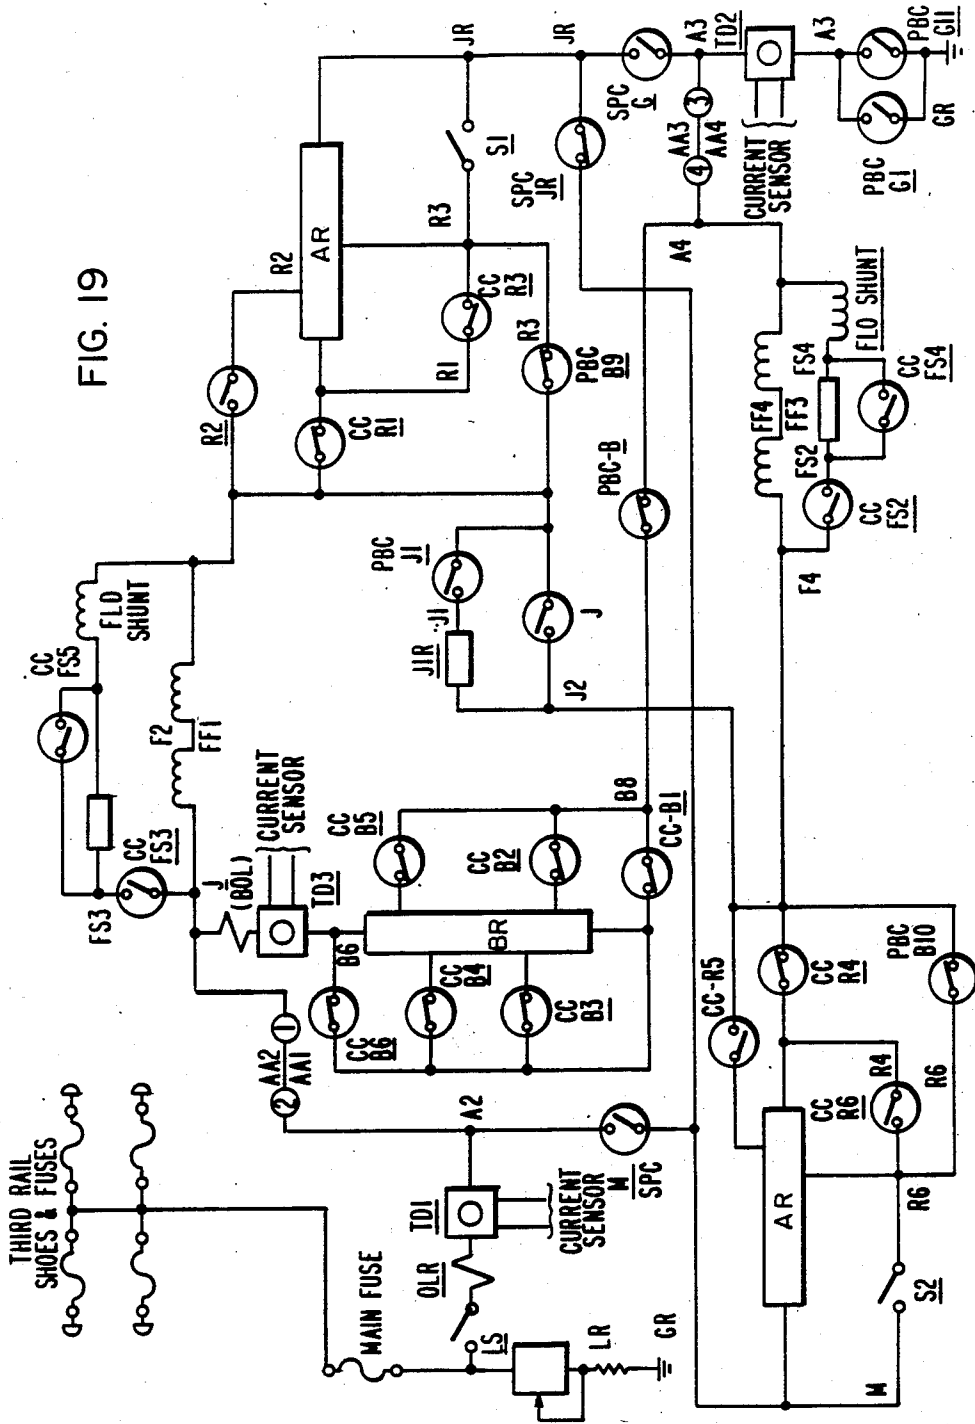 FIG. 19
THIRD RAIL
SHOES & FUSES
MAIN FUSE
LS
OLR
TD1
CURRENT
SENSOR
LR
GR
A2
M
SPC
2
AA2
AA1
1
J
(BOL)
CURRENT
SENSOR
TD3
B6
BR
CC
B6
CC
B4
CC
B3
CC
B5
CC
B2
CC-B1
B8
FS3
CC
FS3
CC
FS5
FLD
SHUNT
F2
FF1
R2
R2
AR
CC
R1
R1
CC
R3
R3
S1
JR
JR
R3
PBC
B9
PBC
J1
J1
J1R
J
J2
PBC-B
SPC
JR
SPC
G
A3
TD2
A3
3
AA3
AA4
4
A4
CURRENT
SENSOR
PBC
G1
PBC
G11
GR
FF4
FF3
FS4
FLD SHUNT
CC
FS4
FS2
CC
FS2
F4
CC-R5
CC
R4
PBC
B10
R4
CC
R6
R6
R6
AR
S2
M